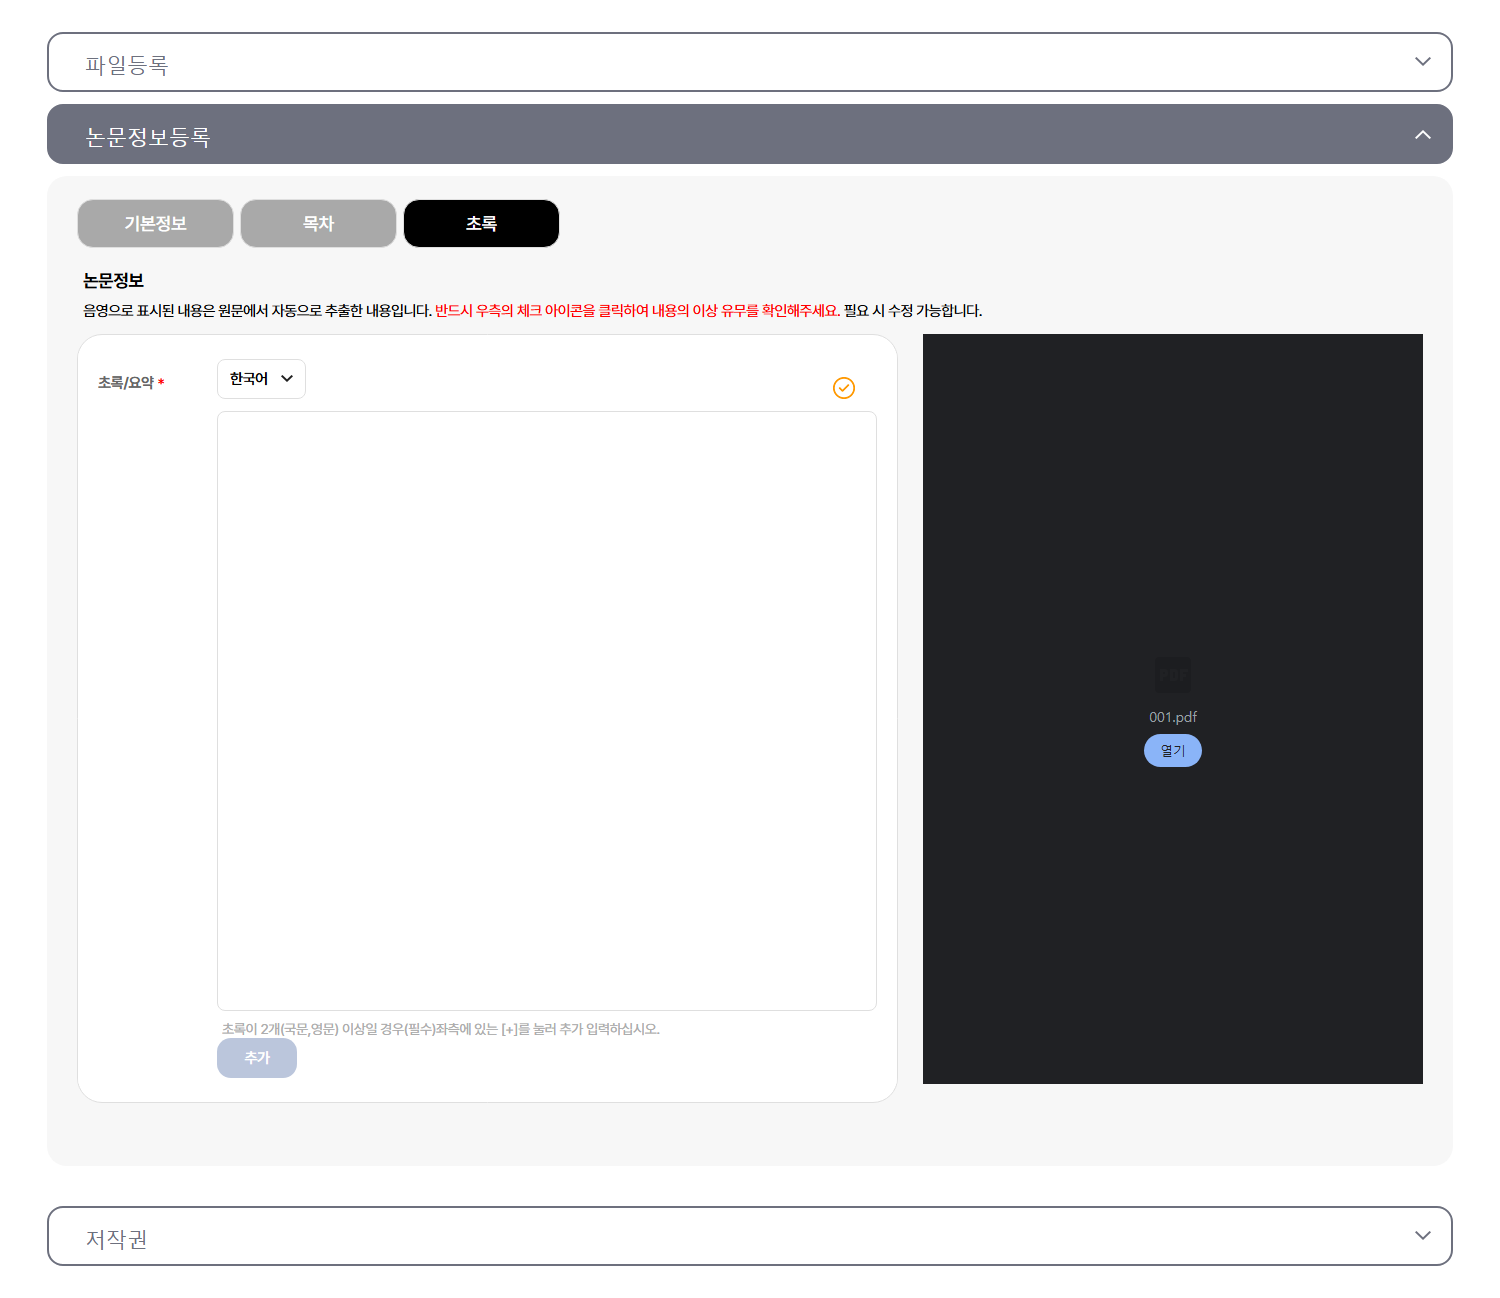 파일등록
논문정보등록
기본정보
목차
초록
논문정보
음영으로 표시된 내용은 원문에서 자동으로 추출한 내용입니다. 반드시 우측의 체크 아이콘을 클릭하여 내용의 이상 유무를 확인해주세요. 필요 시 수정 가능합니다.
초록/요약 *
한국어
PDF
001.pdf
열기
초록이 2개(국문,영문) 이상일 경우(필수)좌측에 있는 [+]를 눌러 추가 입력하십시오.
추가
저작권